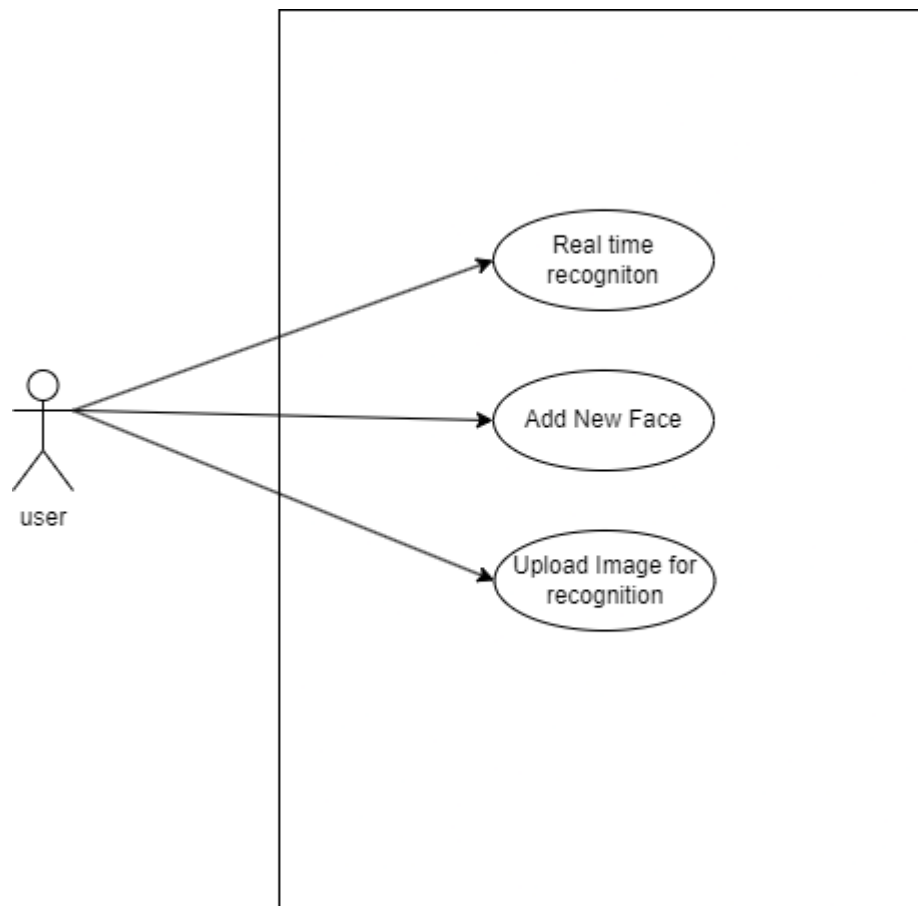 Real time
recogniton
Add New Face
user
Upload Image for
recognition